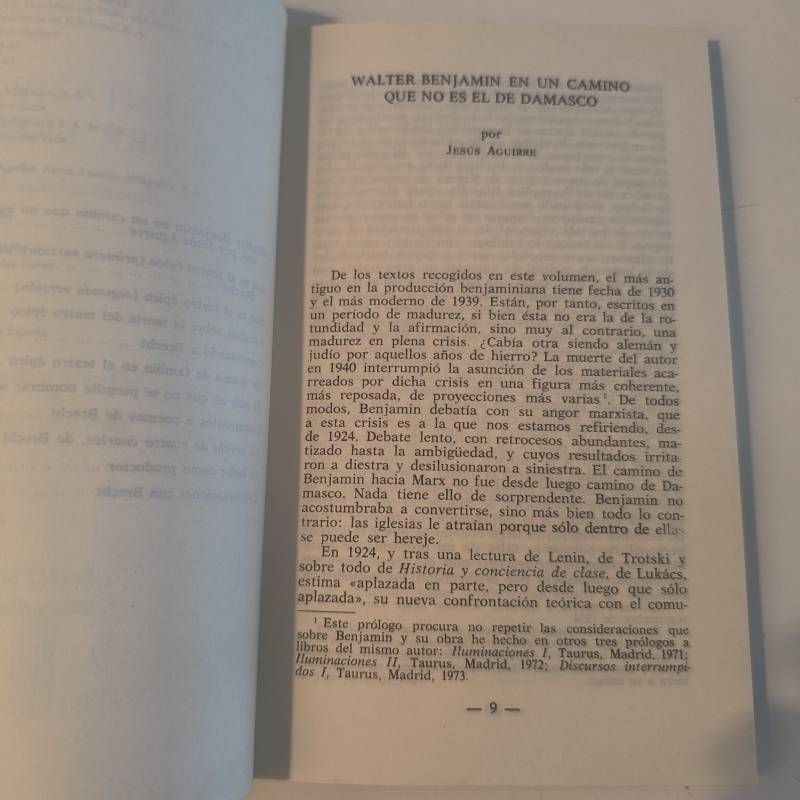 WALTER BENJAMIN EN UN CAMINO
QUE NO ES EL DE DAMASCO
por
JESÚS AGUIRRE
De los textos recogidos en este volumen, el más an-
tiguo en la producción benjaminiana tiene fecha de 1930
y el más moderno de 1939. Están, por tanto, escritos en
un período de madurez, si bien ésta no era la de la ro-
tundidad y la afirmación, sino muy al contrario, una
madurez en plena crisis. ¿Cabía otra siendo alemán y
judío por aquellos años de hierro? La muerte del autor
en 1940 interrumpió la asunción de los materiales aca-
rreados por dicha crisis en una figura más coherente,
más reposada, de proyecciones más varias¹. De todos
modos, Benjamín debatía con su angor marxista, que
a esta crisis es a la que nos estamos refiriendo, des-
de 1924. Debate lento, con retrocesos abundantes, ma-
tizado hasta la ambigüedad, y cuyos resultados irrita-
ron a diestra y desilusionaron a siniestra. El camino de
Benjamin hacia Marx no fue desde luego camino de Da-
masco. Nada tiene ello de sorprendente. Benjamin no
acostumbraba a convertirse, sino más bien todo lo con-
trario: las iglesias le atraían porque sólo dentro de ellas
se puede ser hereje.
En 1924, y tras una lectura de Lenin, de Trotski y
sobre todo de Historia y conciencia de clase, de Lukács,
estima «aplazada en parte, pero desde luego que sólo
aplazada», su nueva confrontación teórica con el comu-
¹ Este prólogo procura no repetir las consideraciones que
sobre Benjamin y su obra he hecho en otros tres prólogos a
libros del mismo autor: Iluminaciones I, Taurus, Madrid, 1971;
Iluminaciones II, Taurus, Madrid, 1972; Discursos interrumpi-
dos I, Taurus, Madrid, 1973.
— 9 —